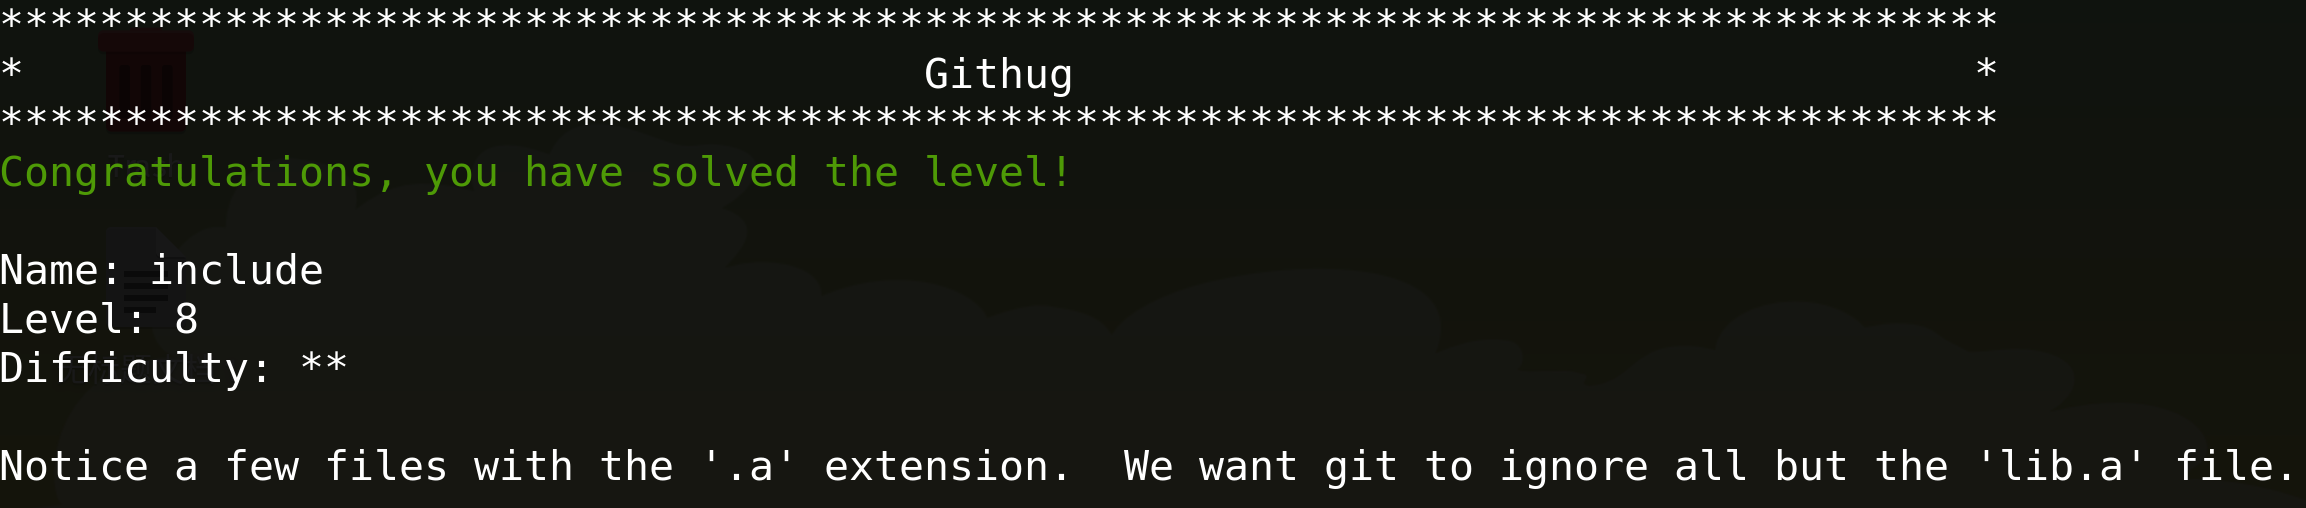 ********************************************************************************
*                                    Githug                                    *
********************************************************************************
Congratulations, you have solved the level!
Name: include
Level: 8
Difficulty: **
Notice a few files with the '.a' extension.  We want git to ignore all but the 'lib.a' file.